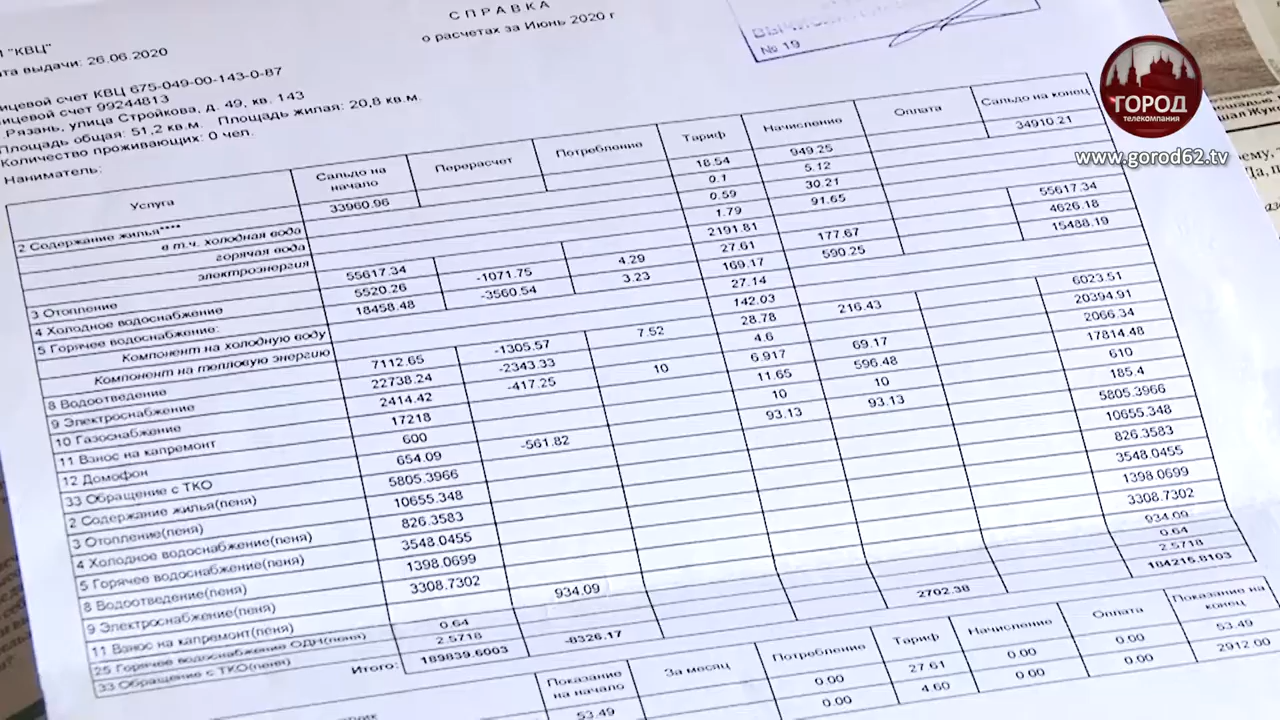 СПРАВКА
о расчетах за Июнь 2020 г
"КВЦ"
выдачи: 26.06.2020
№ 19
лицевой счет КВЦ 675-049-00-143-0-87
лицевой счет 99244813
Рязань, улица Стройкова, д. 49, кв. 143
Площадь общая: 51,2 кв.м. Площадь жилая: 20,8 кв.м.
Количество проживающих: 0 чел.
Наниматель:
ГОРОД
телекомпания
www.gorod62.tv
Услуга Сальдо на начало Перерасчет Потребление Тариф Начисление Оплата Сальдо на конец
2 Содержание жилья**** 33960.96 18.54 949.25 34910.21
в т.ч. холодная вода 0.1 5.12
горячая вода 0.59 30.21
электроэнергия 1.79 91.65
3 Отопление 55617.34 2191.81 55617.34
4 Холодное водоснабжение 5520.26 -1071.75 4.29 27.61 177.67 4626.18
5 Горячее водоснабжение: 18458.48 -3560.54 3.23 169.17 590.25 15488.19
Компонент на холодную воду 27.14
Компонент на тепловую энергию 142.03
8 Водоотведение 7112.65 -1305.57 7.52 28.78 216.43 6023.51
9 Электроснабжение 22738.24 -2343.33 4.6 20394.91
10 Газоснабжение 2414.42 -417.25 10 6.917 69.17 2066.34
11 Взнос на капремонт 17218 11.65 596.48 17814.48
12 Домофон 600 10 10 610
33 Обращение с ТКО 654.09 -561.82 93.13 93.13 185.4
2 Содержание жилья(пеня) 5805.3966 5805.3966
3 Отопление(пеня) 10655.348 10655.348
4 Холодное водоснабжение(пеня) 826.3583 826.3583
5 Горячее водоснабжение(пеня) 3548.0455 3548.0455
8 Водоотведение(пеня) 1398.0699 1398.0699
9 Электроснабжение(пеня) 3308.7302 3308.7302
11 Взнос на капремонт(пеня) 934.09 934.09
25 Горячее водоснабжение ОДН(пеня) 0.64 0.64
33 Обращение с ТКО(пеня) 2.5718 2.5718
Итого: 189839.6003 -8326.17 2702.38 184215.8103
Показание на начало За месяц Потребление Тариф Начисление Оплата Показание на конец
53.49 0.00 27.61 0.00 0.00 53.49
0.00 4.60 0.00 0.00 2912.00